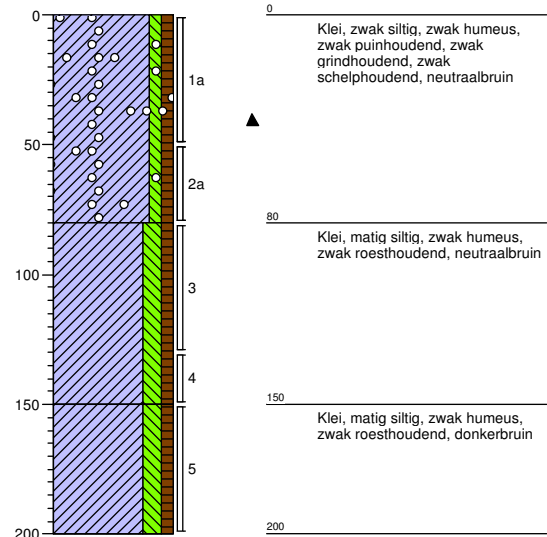 0
50
100
150
200
1a
2a
3
4
5
0
Klei, zwak siltig, zwak humeus,
zwak puinhoudend, zwak
grindhoudend, zwak
schelphoudend, neutraalbruin
80
Klei, matig siltig, zwak humeus,
zwak roesthoudend, neutraalbruin
150
Klei, matig siltig, zwak humeus,
zwak roesthoudend, donkerbruin
200